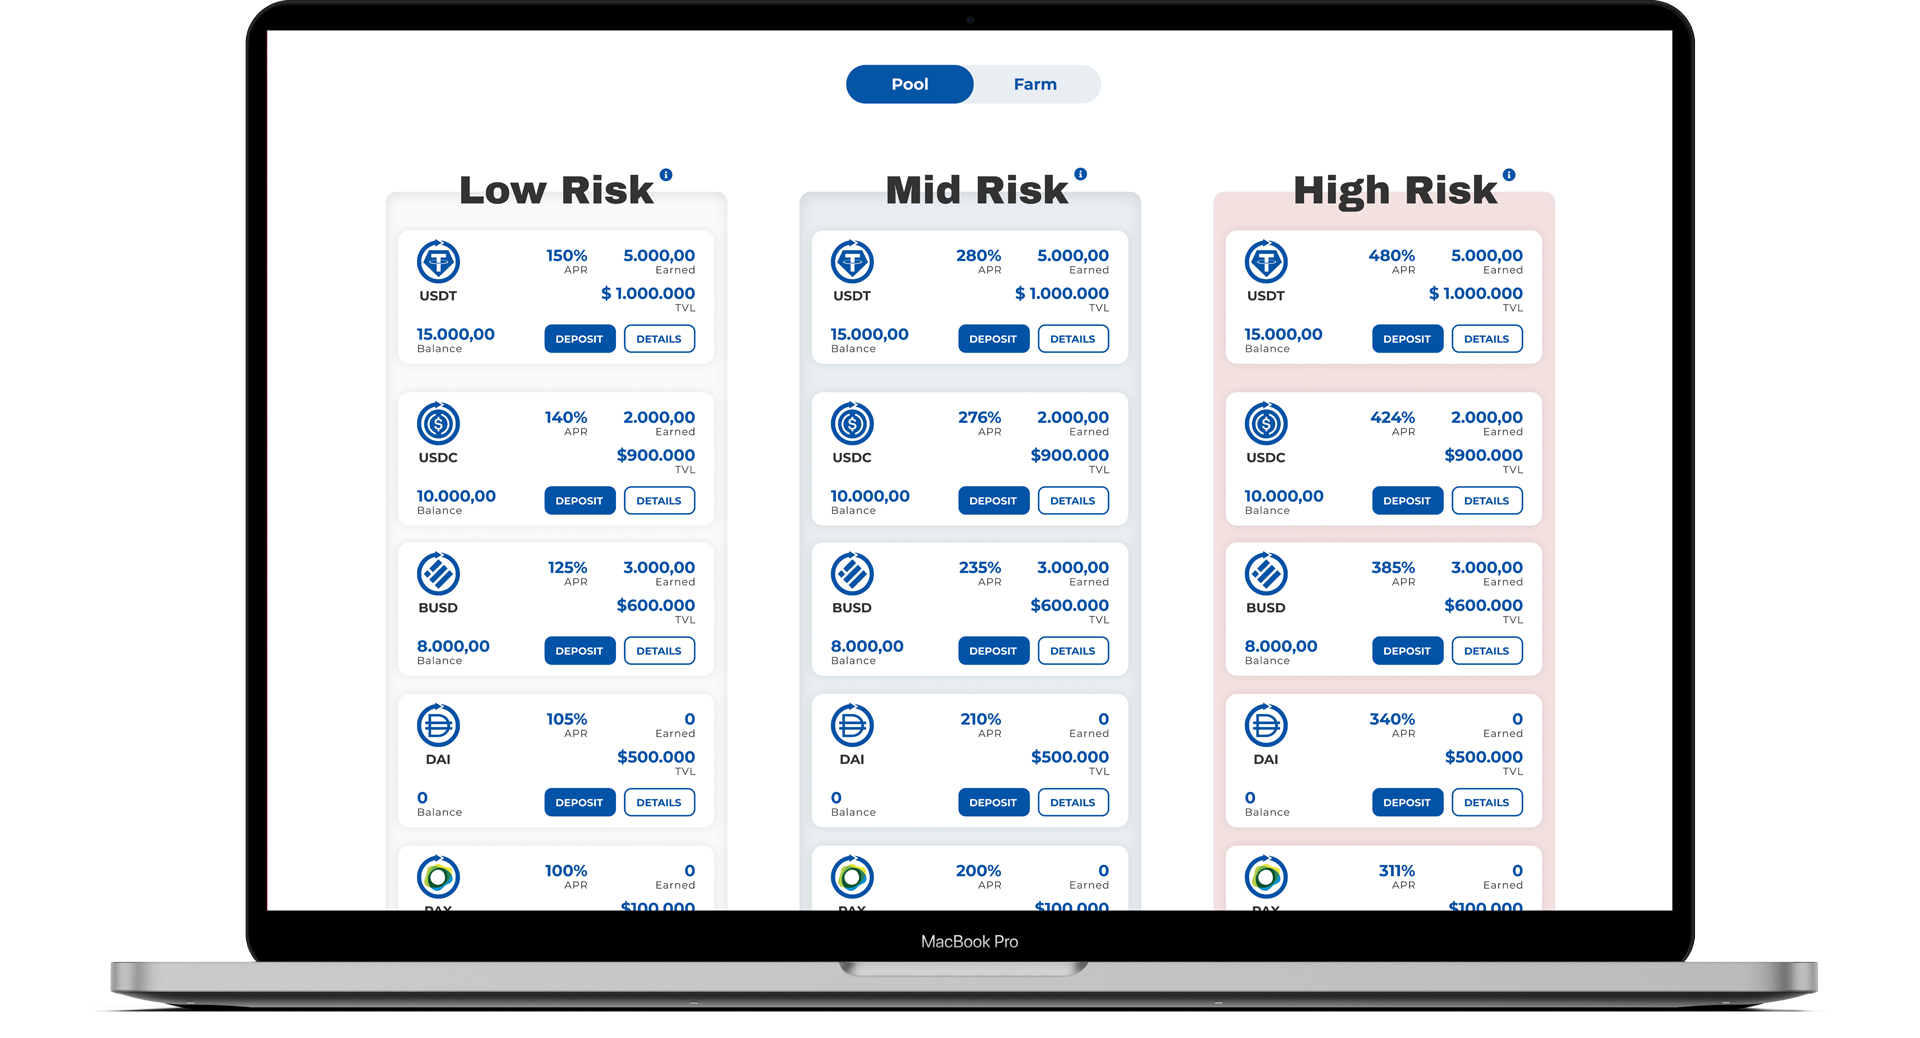 Pool
Farm
Low Risk
USDT
150%
APR
5.000,00
Earned
$ 1.000.000
TVL
15.000,00
Balance
DEPOSIT
DETAILS
USDC
140%
APR
2.000,00
Earned
$900.000
TVL
10.000,00
Balance
DEPOSIT
DETAILS
BUSD
125%
APR
3.000,00
Earned
$600.000
TVL
8.000,00
Balance
DEPOSIT
DETAILS
DAI
105%
APR
0
Earned
$500.000
TVL
0
Balance
DEPOSIT
DETAILS
PAX
100%
APR
0
Earned
$100.000
Mid Risk
USDT
280%
APR
5.000,00
Earned
$ 1.000.000
TVL
15.000,00
Balance
DEPOSIT
DETAILS
USDC
276%
APR
2.000,00
Earned
$900.000
TVL
10.000,00
Balance
DEPOSIT
DETAILS
BUSD
235%
APR
3.000,00
Earned
$600.000
TVL
8.000,00
Balance
DEPOSIT
DETAILS
DAI
210%
APR
0
Earned
$500.000
TVL
0
Balance
DEPOSIT
DETAILS
PAX
200%
APR
0
Earned
$100.000
High Risk
USDT
480%
APR
5.000,00
Earned
$ 1.000.000
TVL
15.000,00
Balance
DEPOSIT
DETAILS
USDC
424%
APR
2.000,00
Earned
$900.000
TVL
10.000,00
Balance
DEPOSIT
DETAILS
BUSD
385%
APR
3.000,00
Earned
$600.000
TVL
8.000,00
Balance
DEPOSIT
DETAILS
DAI
340%
APR
0
Earned
$500.000
TVL
0
Balance
DEPOSIT
DETAILS
PAX
311%
APR
0
Earned
$100.000
MacBook Pro